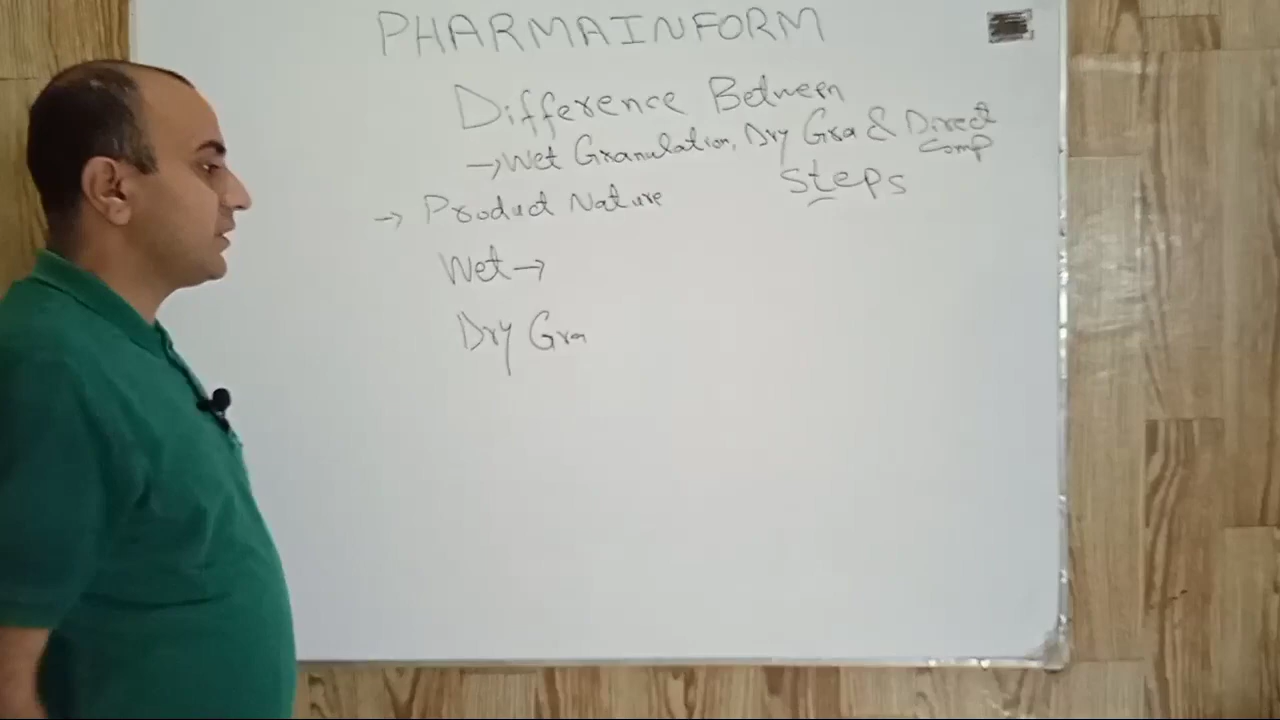 PHARMAINFORM
Difference Between
→ Wet Granulation, Dry Gra & Direct Comp
Steps
→ Product Nature
Wet →
Dry Gra